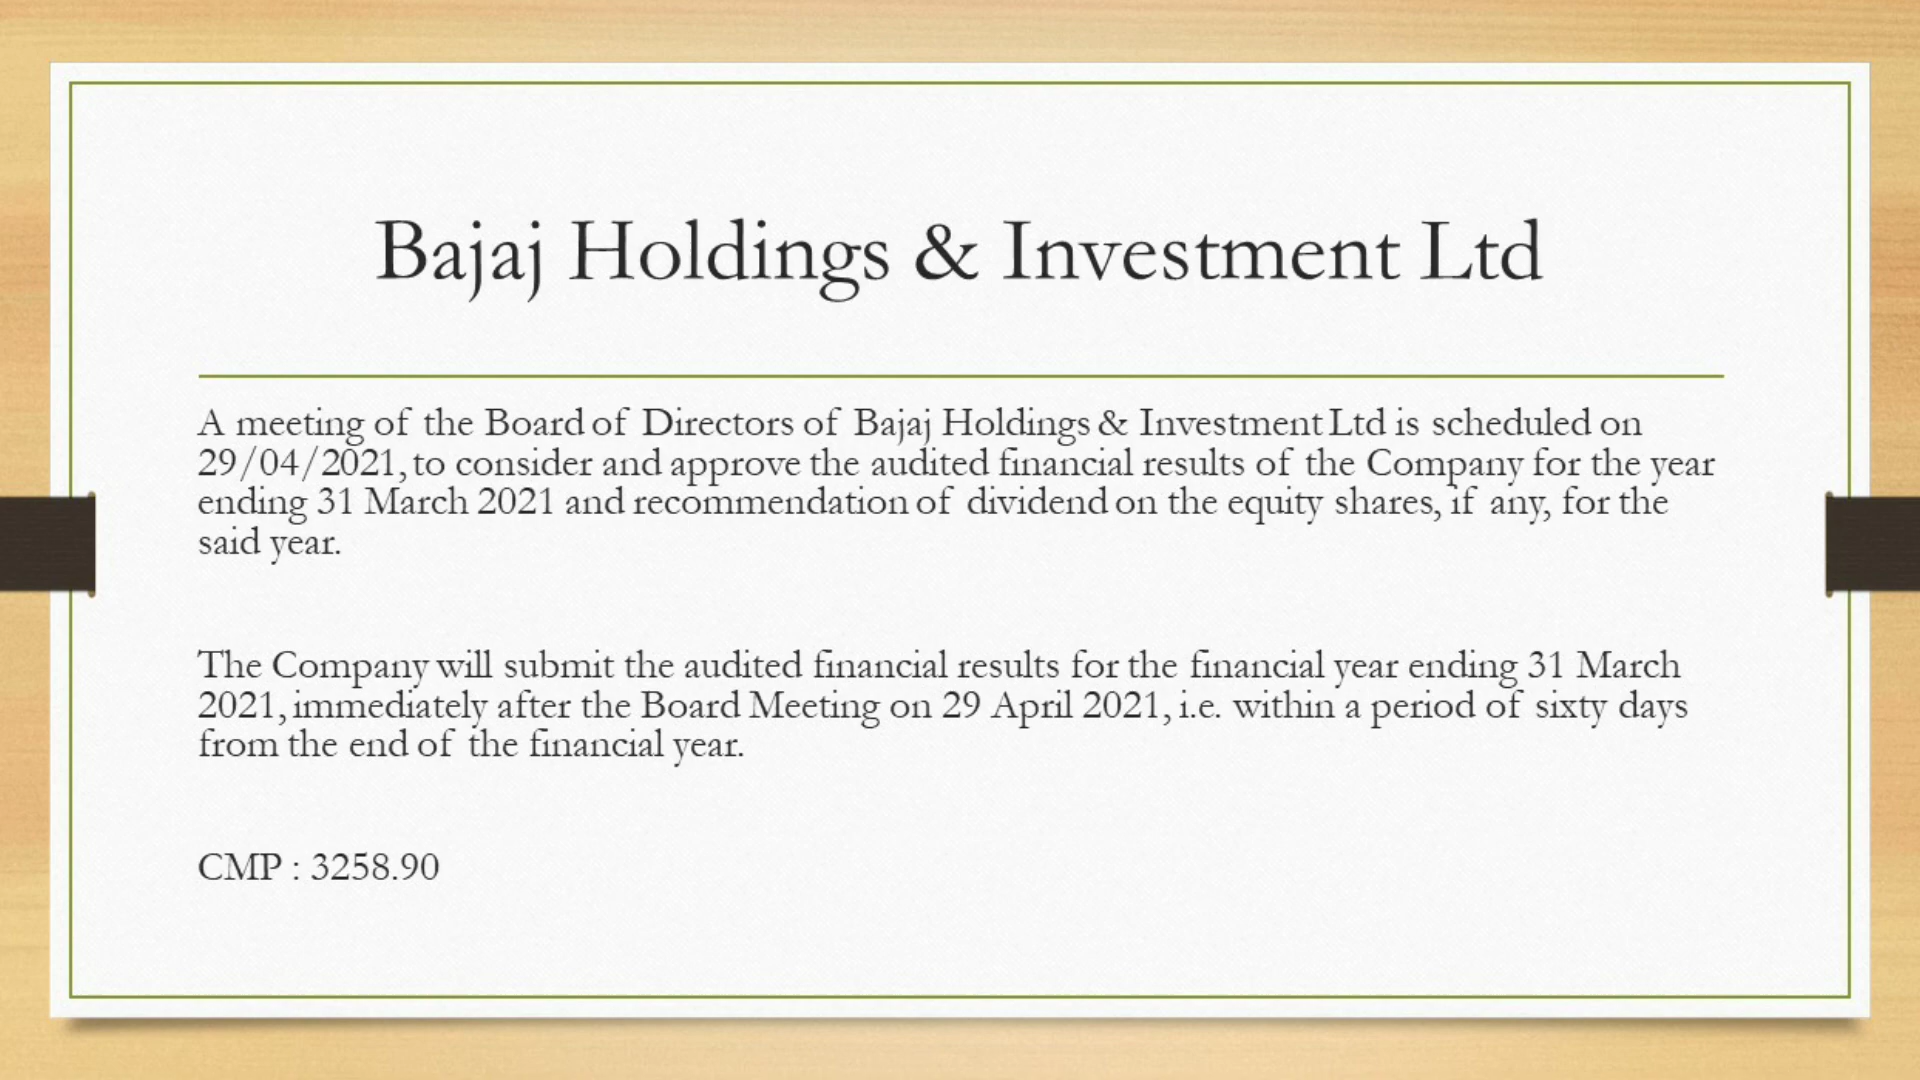 Bajaj Holdings & Investment Ltd
A meeting of the Board of Directors of Bajaj Holdings & Investment Ltd is scheduled on
29/04/2021, to consider and approve the audited financial results of the Company for the year
ending 31 March 2021 and recommendation of dividend on the equity shares, if any, for the
said year.
The Company will submit the audited financial results for the financial year ending 31 March
2021, immediately after the Board Meeting on 29 April 2021, i.e. within a period of sixty days
from the end of the financial year.
CMP : 3258.90